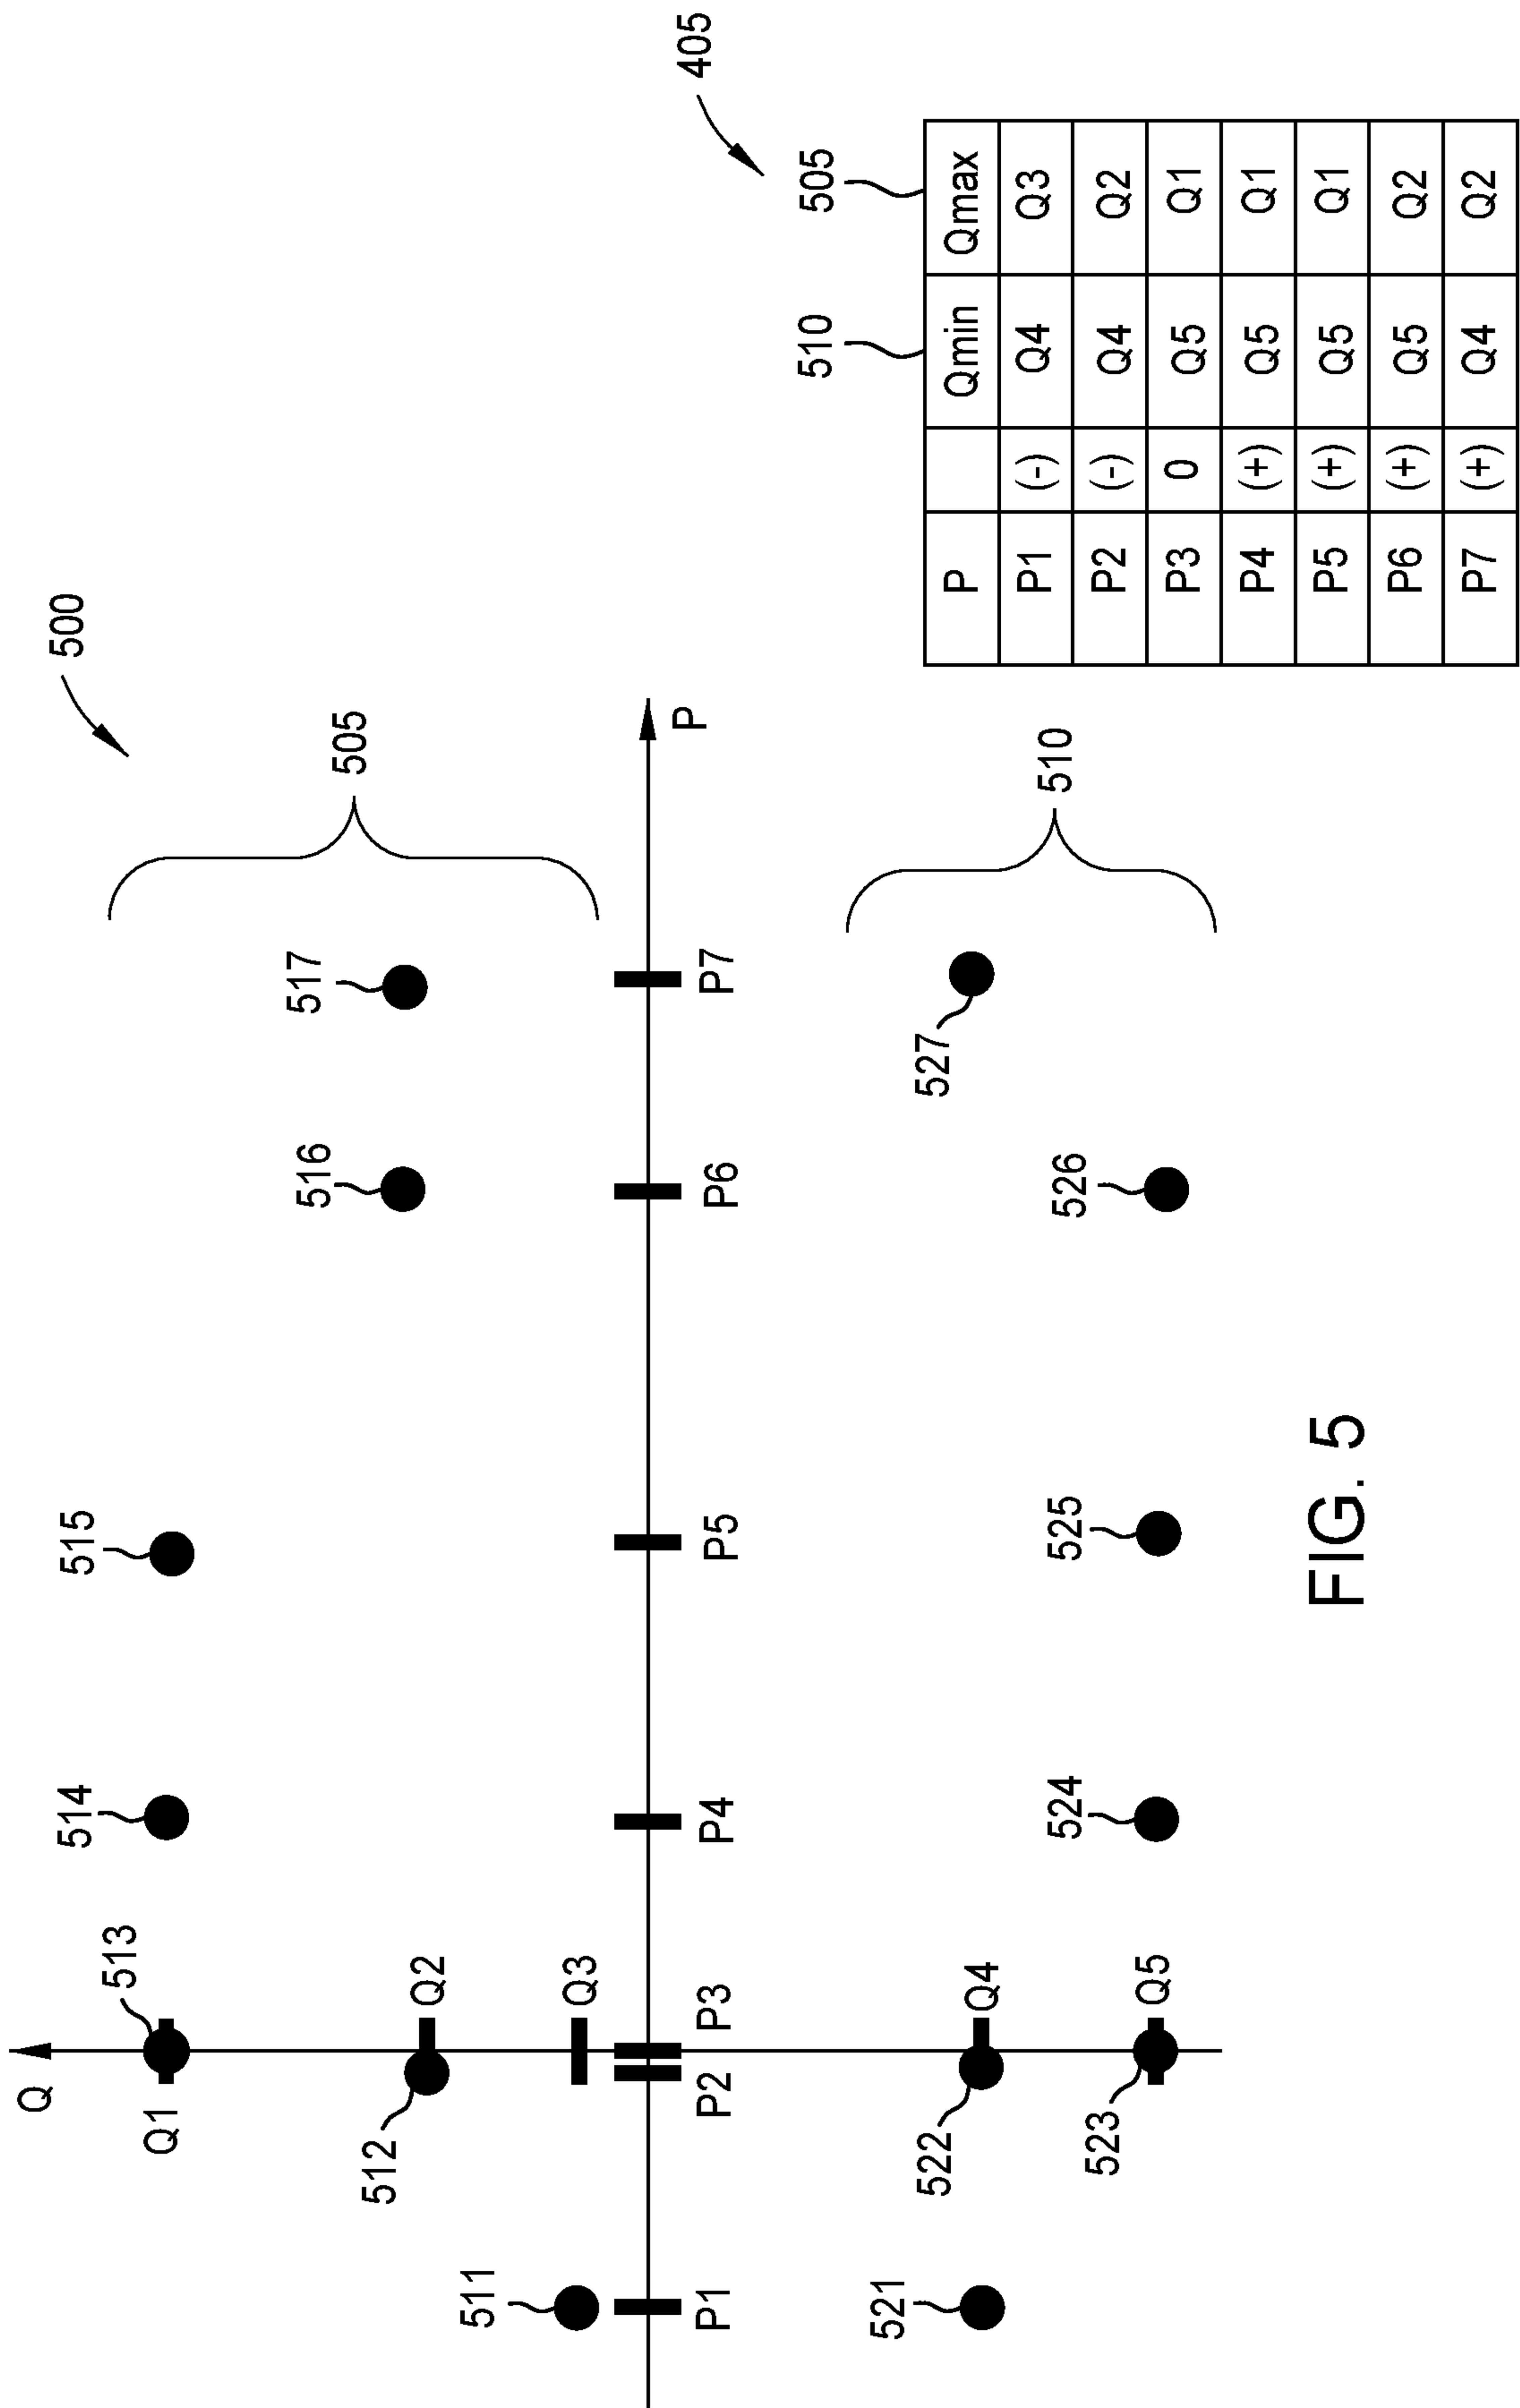 500
Q
Q1
513
514
515
505
512
Q2
516
517
511
Q3
P
P1
P2
P3
P4
P5
P6
P7
521
522
Q4
527
510
523
Q5
524
525
526
405
510
505
P Qmin Qmax
P1 (-) Q4 Q3
P2 (-) Q4 Q2
P3 0 Q5 Q1
P4 (+) Q5 Q1
P5 (+) Q5 Q1
P6 (+) Q5 Q2
P7 (+) Q4 Q2
FIG. 5